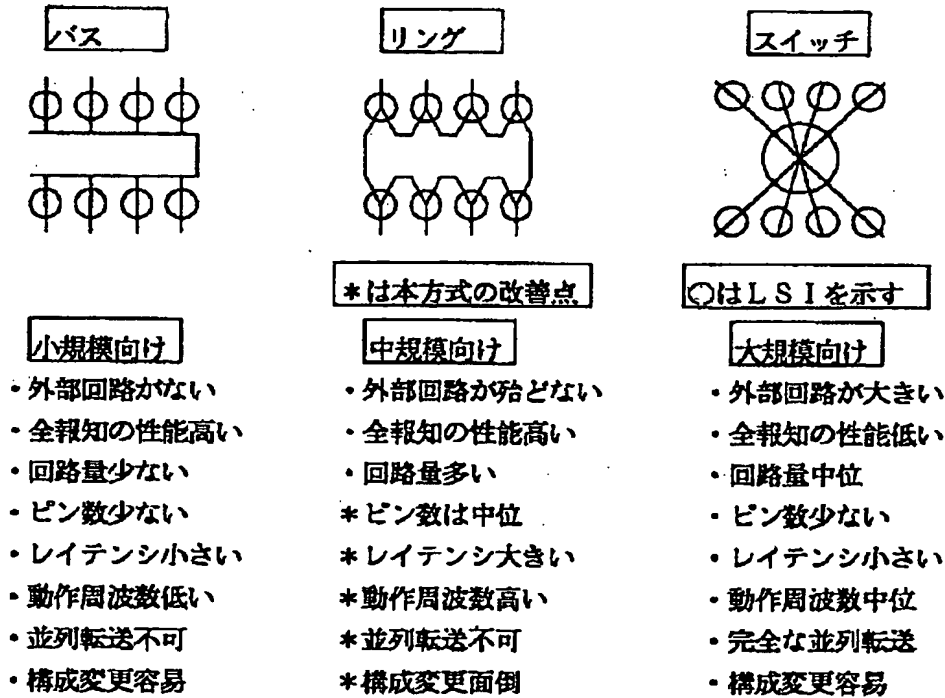 バス
リング
スイッチ
*は本方式の改善点
○はLSIを示す
小規模向け
・外部回路がない
・全報知の性能高い
・回路量少ない
・ピン数少ない
・レイテンシ小さい
・動作周波数低い
・並列転送不可
・構成変更容易
中規模向け
・外部回路が殆どない
・全報知の性能高い
・回路量多い
*ピン数は中位
*レイテンシ大きい
*動作周波数高い
*並列転送不可
*構成変更面倒
大規模向け
・外部回路が大きい
・全報知の性能低い
・回路量中位
・ピン数少ない
・レイテンシ小さい
・動作周波数中位
・完全な並列転送
・構成変更容易